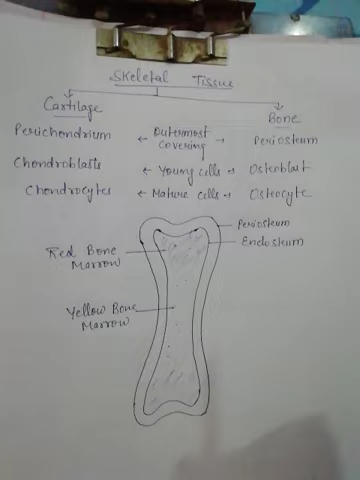 Skeletal Tissue
Cartilage Bone
Perichondrium ← Outermost covering → Periosteum
Chondroblasts ← Young cells → Osteoblast
Chondrocytes ← Mature cells → Osteocyte
Periosteum
Endosteum
Red Bone
Marrow
Yellow Bone
Marrow